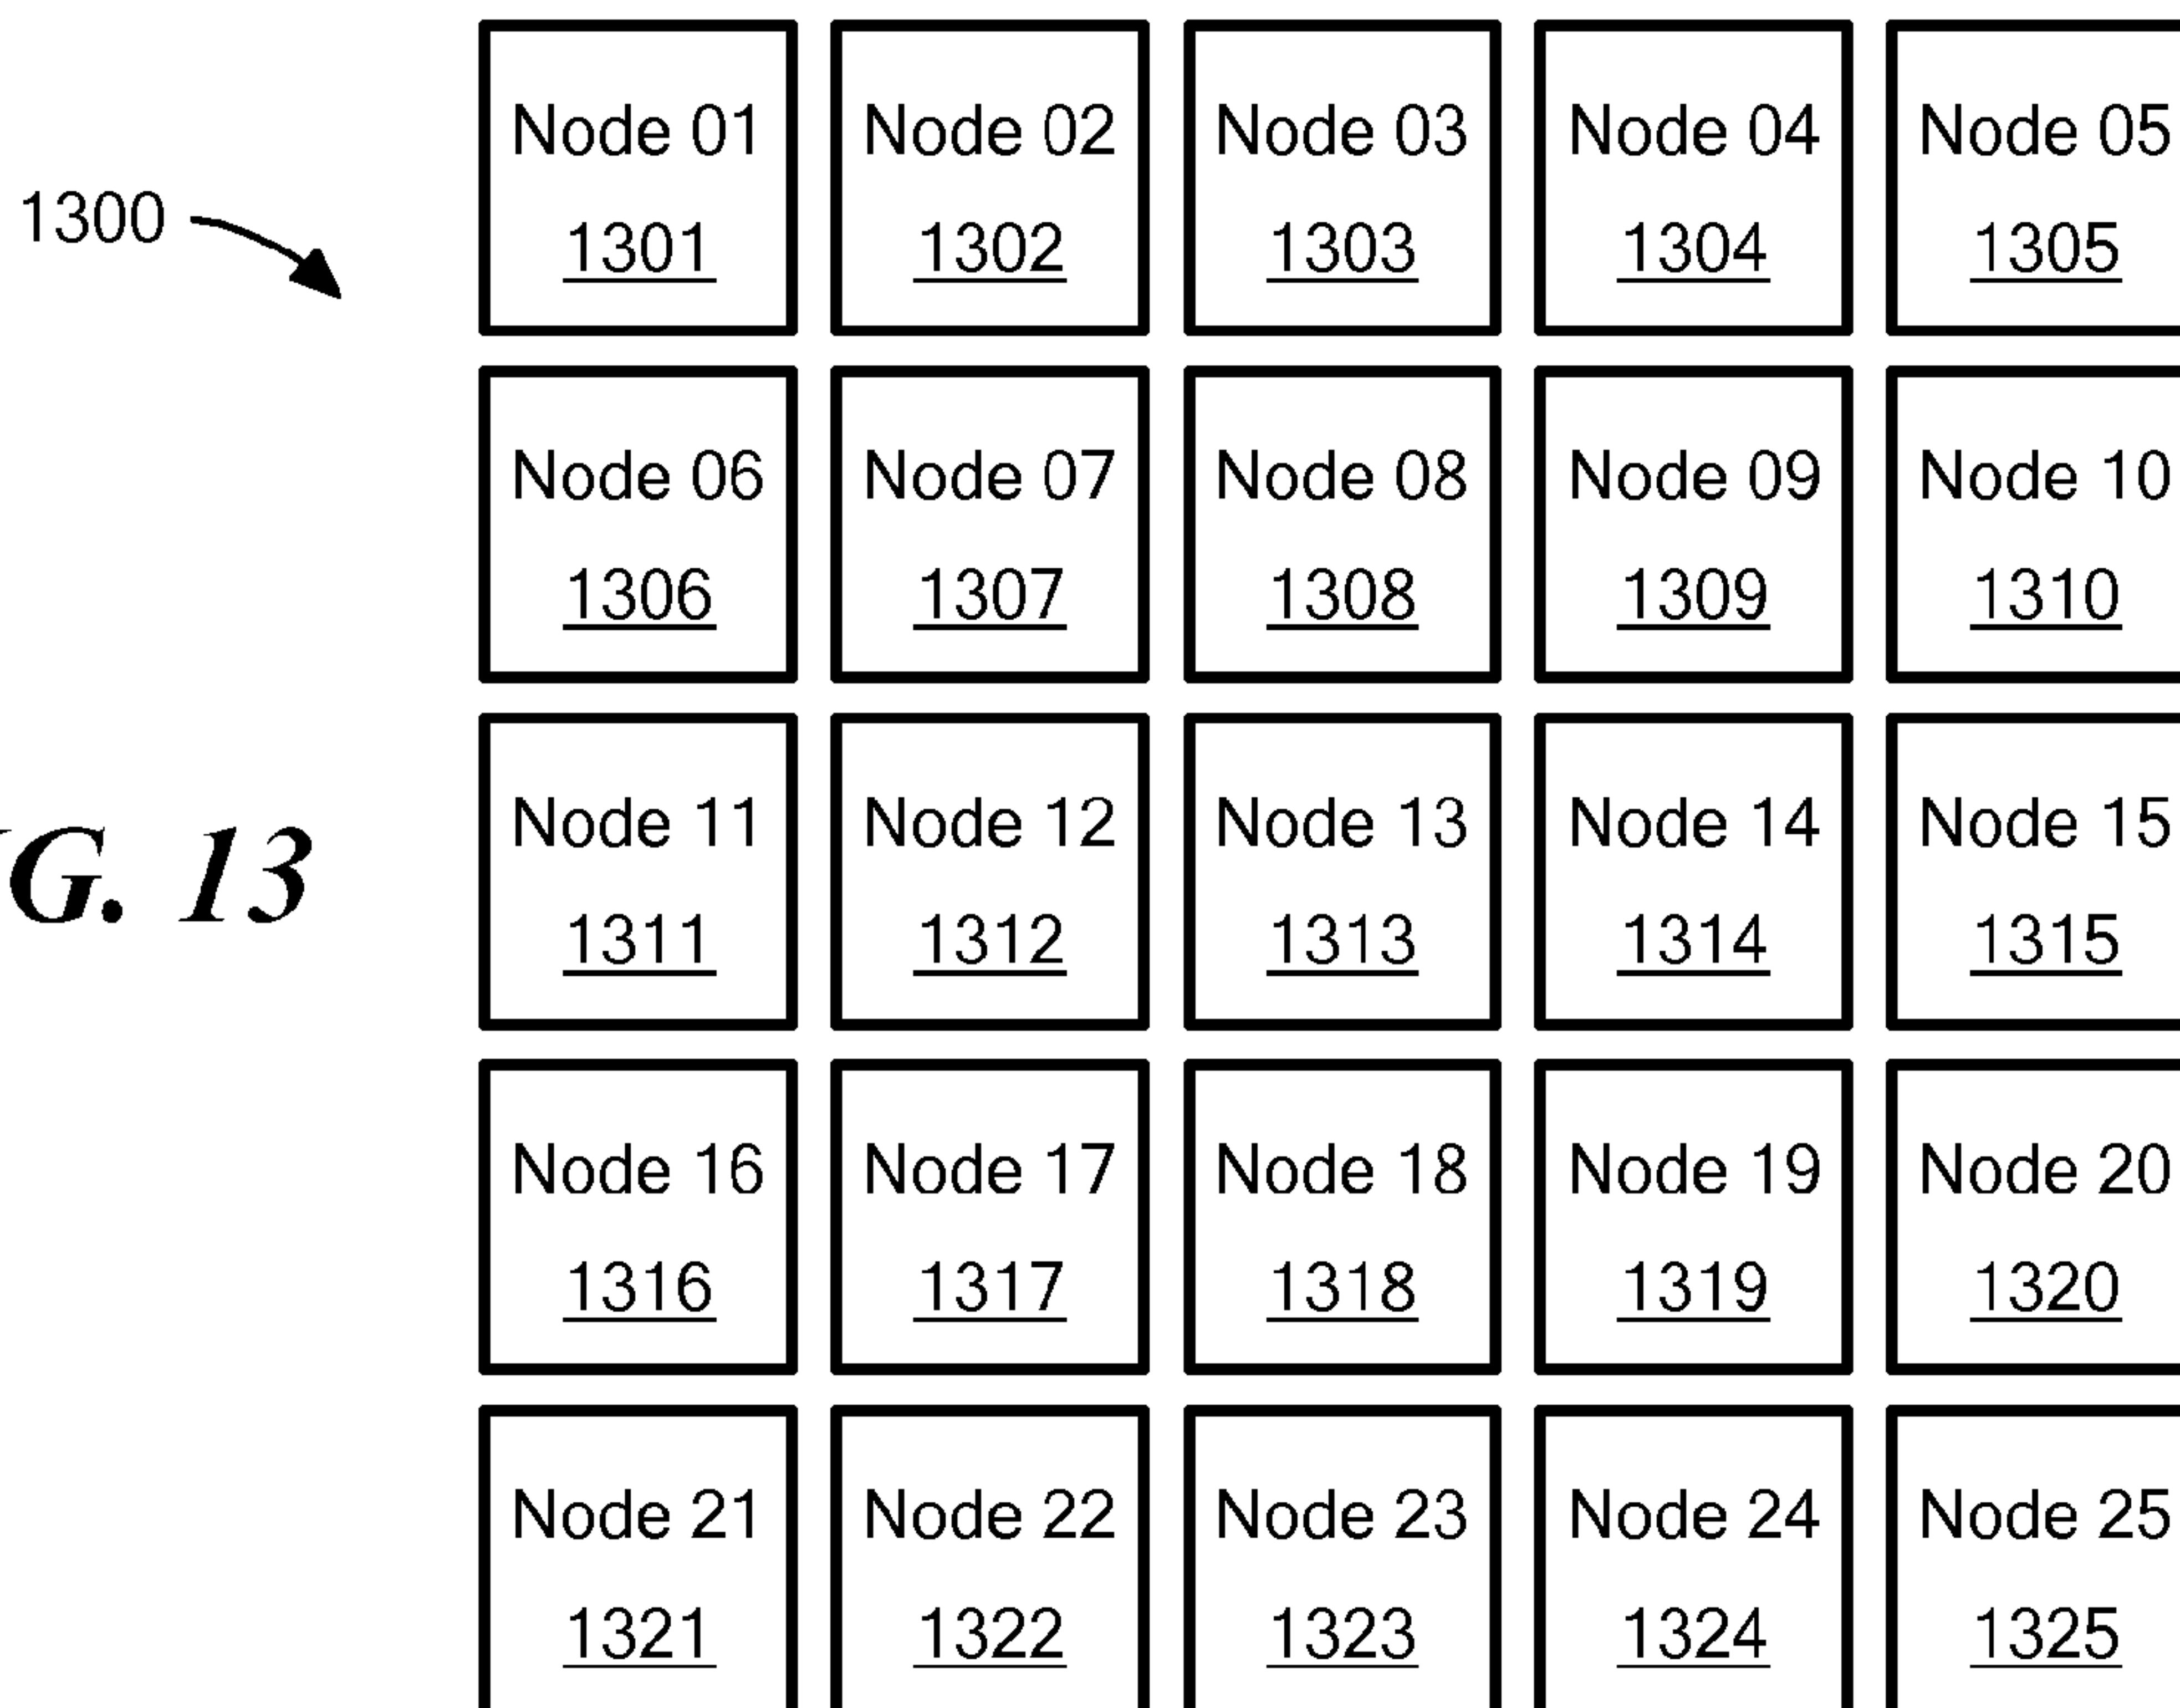 Node 01 Node 02 Node 03 Node 04 Node 05
1300
1301 1302 1303 1304 1305
Node 06 Node 07 Node 08 Node 09 Node 10
1306 1307 1308 1309 1310
Node 11 Node 12 Node 13 Node 14 Node 15
G. 13
1311 1312 1313 1314 1315
Node 16 Node 17 Node 18 Node 19 Node 20
1316 1317 1318 1319 1320
Node 21 Node 22 Node 23 Node 24 Node 25
1321 1322 1323 1324 1325